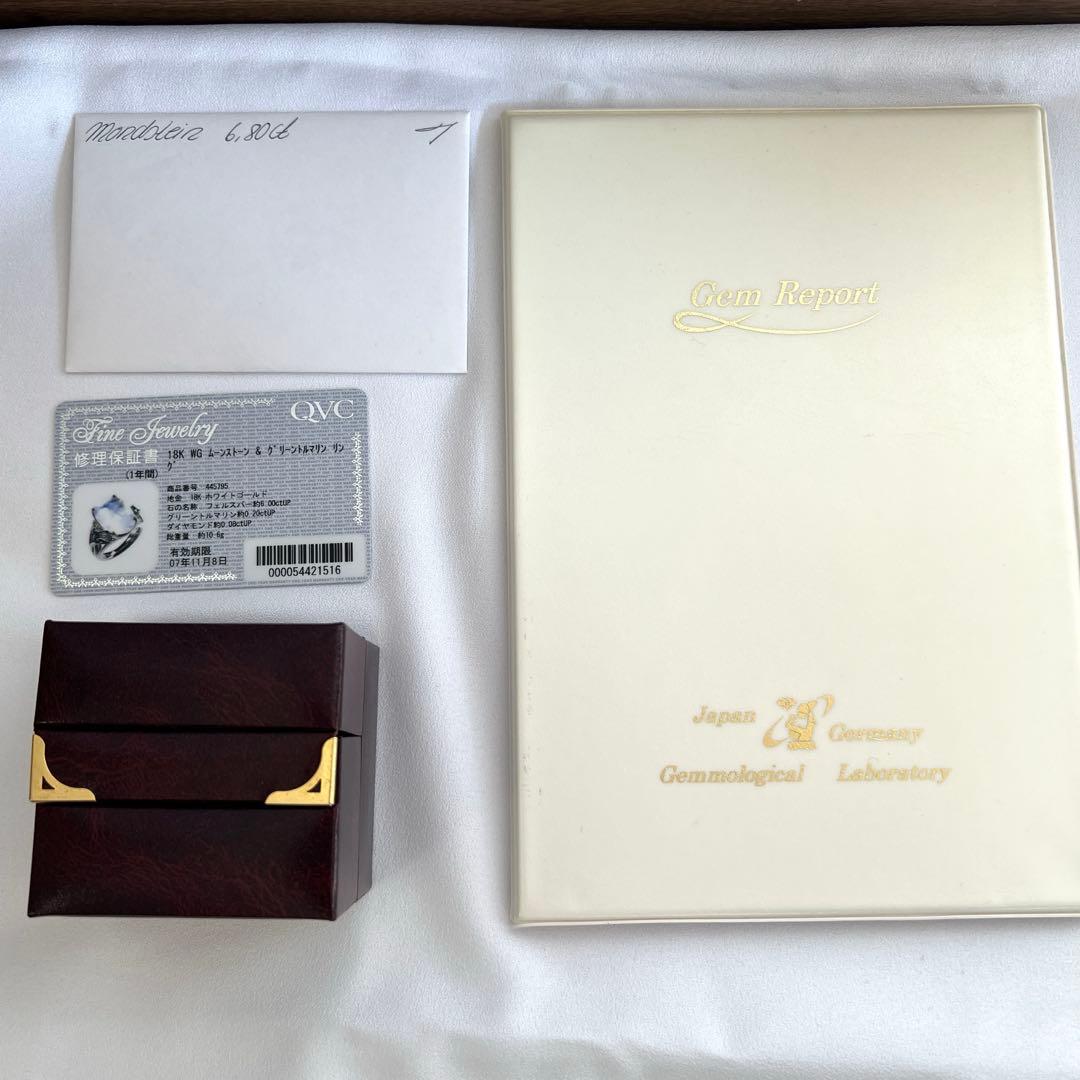 Mondstein 6,80ct
Gem Report
Japan Germany
Gemmological Laboratory
QVC
Fine Jewelry
修理保証書
(1年間)
18K WG ムーンストーン & グリーントルマリン リン
グ
商品番号: 445795
地金: 18K ホワイトゴールド
石の名称: フェルスパー約6.00ctUP
グリーントルマリン約0.20ctUP
ダイヤモンド約0.08ctUP
総重量: 約10.6g
有効期限
07年11月8日
000054421516